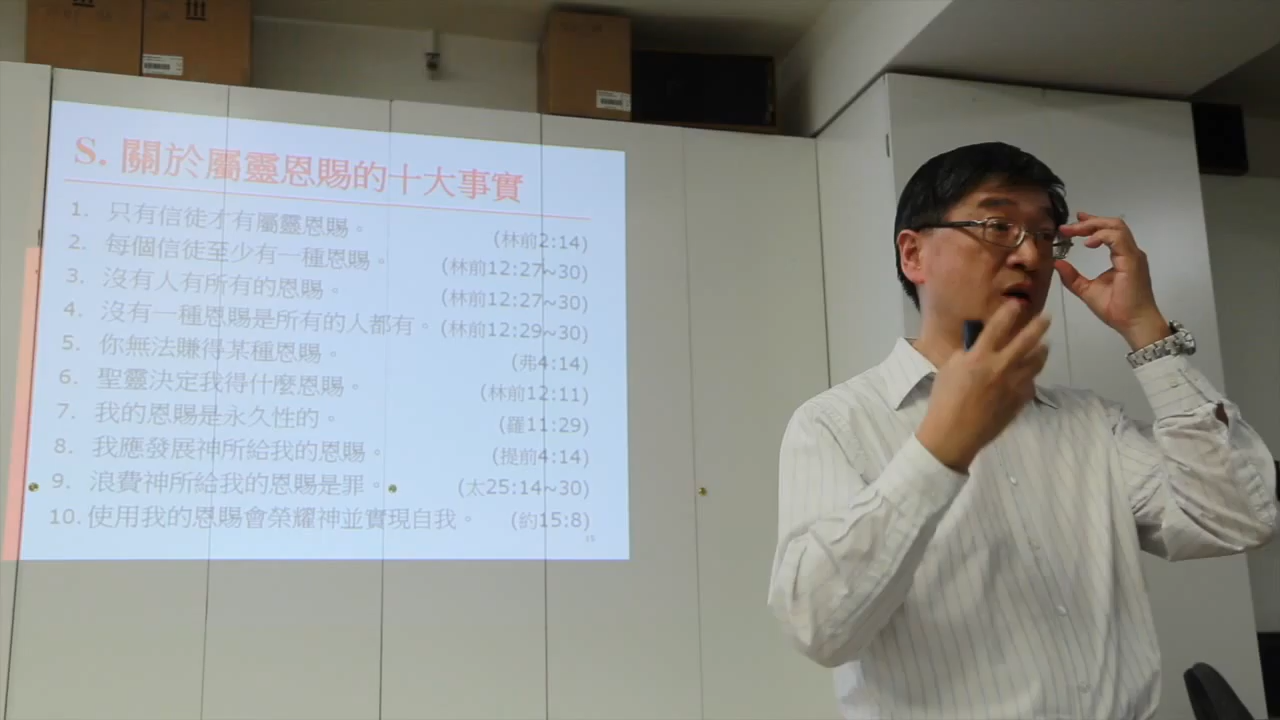 S. 關於屬靈恩賜的十大事實
1. 只有信徒才有屬靈恩賜。 (林前2:14)
2. 每個信徒至少有一種恩賜。 (林前12:27~30)
3. 沒有人有所有的恩賜。 (林前12:27~30)
4. 沒有一種恩賜是所有的人都有。 (林前12:29~30)
5. 你無法賺得某種恩賜。 (弗4:14)
6. 聖靈決定我得什麼恩賜。 (林前12:11)
7. 我的恩賜是永久性的。 (羅11:29)
8. 我應發展神所給我的恩賜。 (提前4:14)
9. 浪費神所給我的恩賜是罪。 (太25:14~30)
10. 使用我的恩賜會榮耀神並實現自我。 (約15:8)